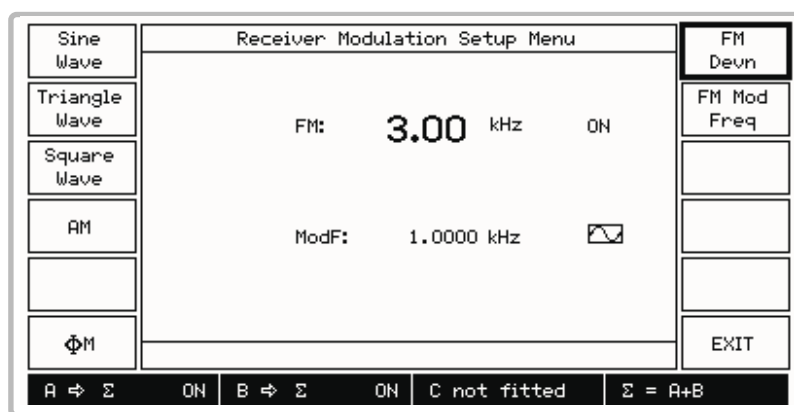 Receiver Modulation Setup Menu
Sine
Wave
Triangle
Wave
Square
Wave
AM
ΦM
FM: 3.00 kHz ON
ModF: 1.0000 kHz
FM
Devn
FM Mod
Freq
EXIT
A ⇨ Σ ON B ⇨ Σ ON C not fitted Σ = A+B